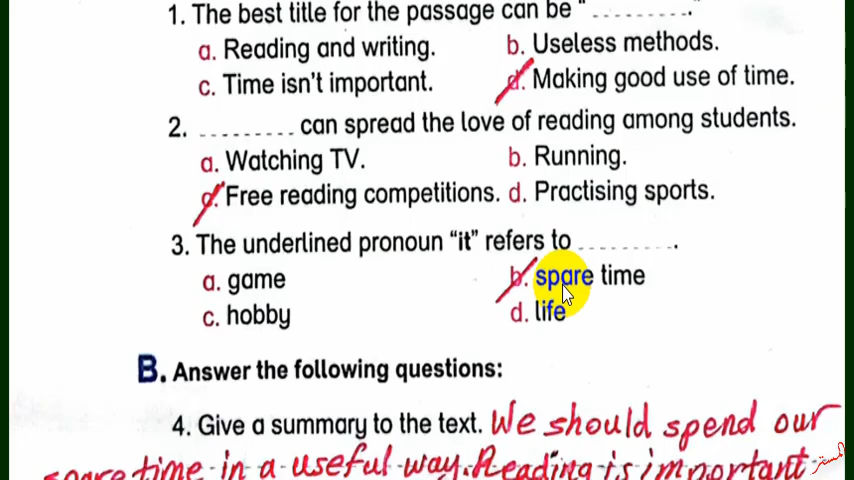 1. The best title for the passage can be " ......... ."
a. Reading and writing. b. Useless methods.
c. Time isn't important. d. Making good use of time.
2. ......... can spread the love of reading among students.
a. Watching TV. b. Running.
c. Free reading competitions. d. Practising sports.
3. The underlined pronoun "it" refers to ......... .
a. game b. spare time
c. hobby d. life
B. Answer the following questions:
4. Give a summary to the text. We should spend our
spare time in a useful way. Reading is important